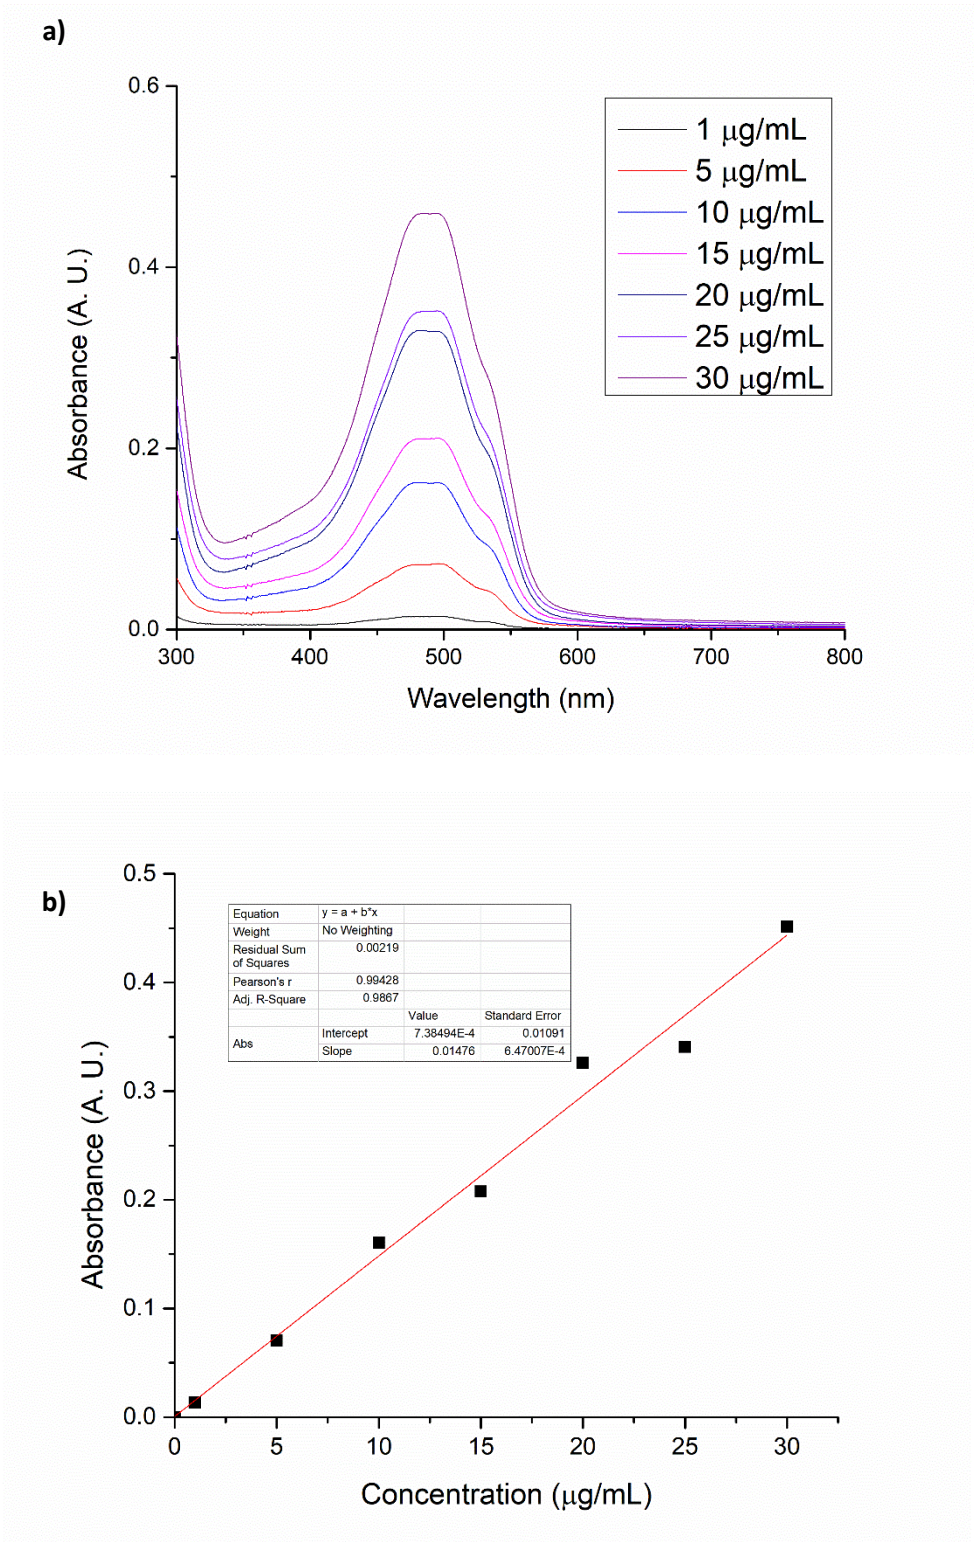 a)
0.6
0.4
0.2
0.0
Absorbance (A. U.)
1 μg/mL
5 μg/mL
10 μg/mL
15 μg/mL
20 μg/mL
25 μg/mL
30 μg/mL
300 400 500 600 700 800
Wavelength (nm)
b)
0.5
0.4
0.3
0.2
0.1
0.0
Absorbance (A. U.)
Equation y = a + b*x
Weight No Weighting
Residual Sum of Squares 0.00219
Pearson's r 0.99428
Adj. R-Square 0.9867
Value Standard Error
Abs Intercept 7.38494E-4 0.01091
Slope 0.01476 6.47007E-4
0 5 10 15 20 25 30
Concentration (μg/mL)